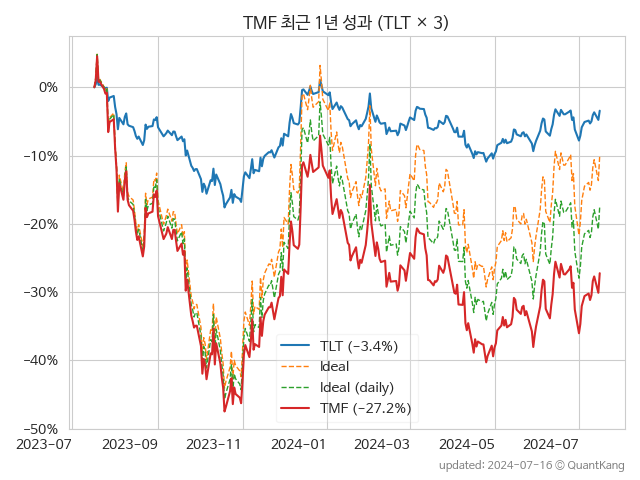 TMF 최근 1년 성과 (TLT × 3)
0%
−10%
−20%
−30%
−40%
−50%
TLT (−3.4%)
Ideal
Ideal (daily)
TMF (−27.2%)
2023-07 2023-09 2023-11 2024-01 2024-03 2024-05 2024-07
updated: 2024-07-16 © QuantKang